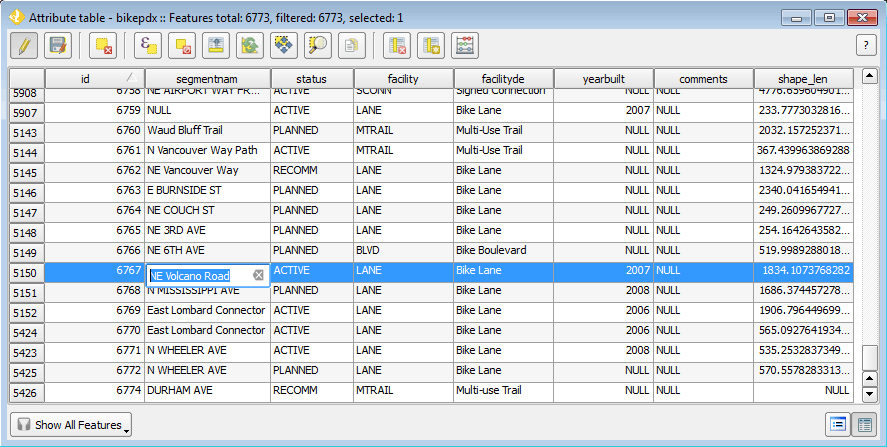 Attribute table - bikepdx :: Features total: 6773, filtered: 6773, selected: 1
?
id segmentnam status facility facilityde yearbuilt comments shape_len
5908 6758 NE AIRPORT WAY FR... ACTIVE SCONN Signed Connection NULL NULL 4776.659604901...
5907 6759 NULL ACTIVE LANE Bike Lane 2007 NULL 233.7773032816...
5143 6760 Waud Bluff Trail PLANNED MTRAIL Multi-Use Trail NULL NULL 2032.157252371...
5144 6761 N Vancouver Way Path ACTIVE MTRAIL Multi-Use Trail NULL NULL 367.439963869288
5145 6762 NE Vancouver Way RECOMM LANE Bike Lane NULL NULL 1324.979383722...
5146 6763 E BURNSIDE ST PLANNED LANE Bike Lane NULL NULL 2340.041654941...
5147 6764 NE COUCH ST PLANNED LANE Bike Lane NULL NULL 249.2609967727...
5148 6765 NE 3RD AVE PLANNED LANE Bike Lane NULL NULL 254.1642643582...
5149 6766 NE 6TH AVE PLANNED BLVD Bike Boulevard NULL NULL 519.9989288018...
5150 6767 NE Volcano Road ACTIVE LANE Bike Lane 2007 NULL 1834.1073768282
5151 6768 N MISSISSIPPI AVE PLANNED LANE Bike Lane 2008 NULL 1686.374457278...
5152 6769 East Lombard Connector ACTIVE LANE Bike Lane 2006 NULL 1906.796449699...
5424 6770 East Lombard Connector ACTIVE LANE Bike Lane 2006 NULL 565.0927641934...
5423 6771 N WHEELER AVE ACTIVE LANE Bike Lane 2008 NULL 535.2532837349...
5425 6772 N WHEELER AVE PLANNED LANE Bike Lane NULL NULL 570.5578283313...
5426 6774 DURHAM AVE RECOMM MTRAIL Multi-use Trail NULL NULL NULL
Show All Features